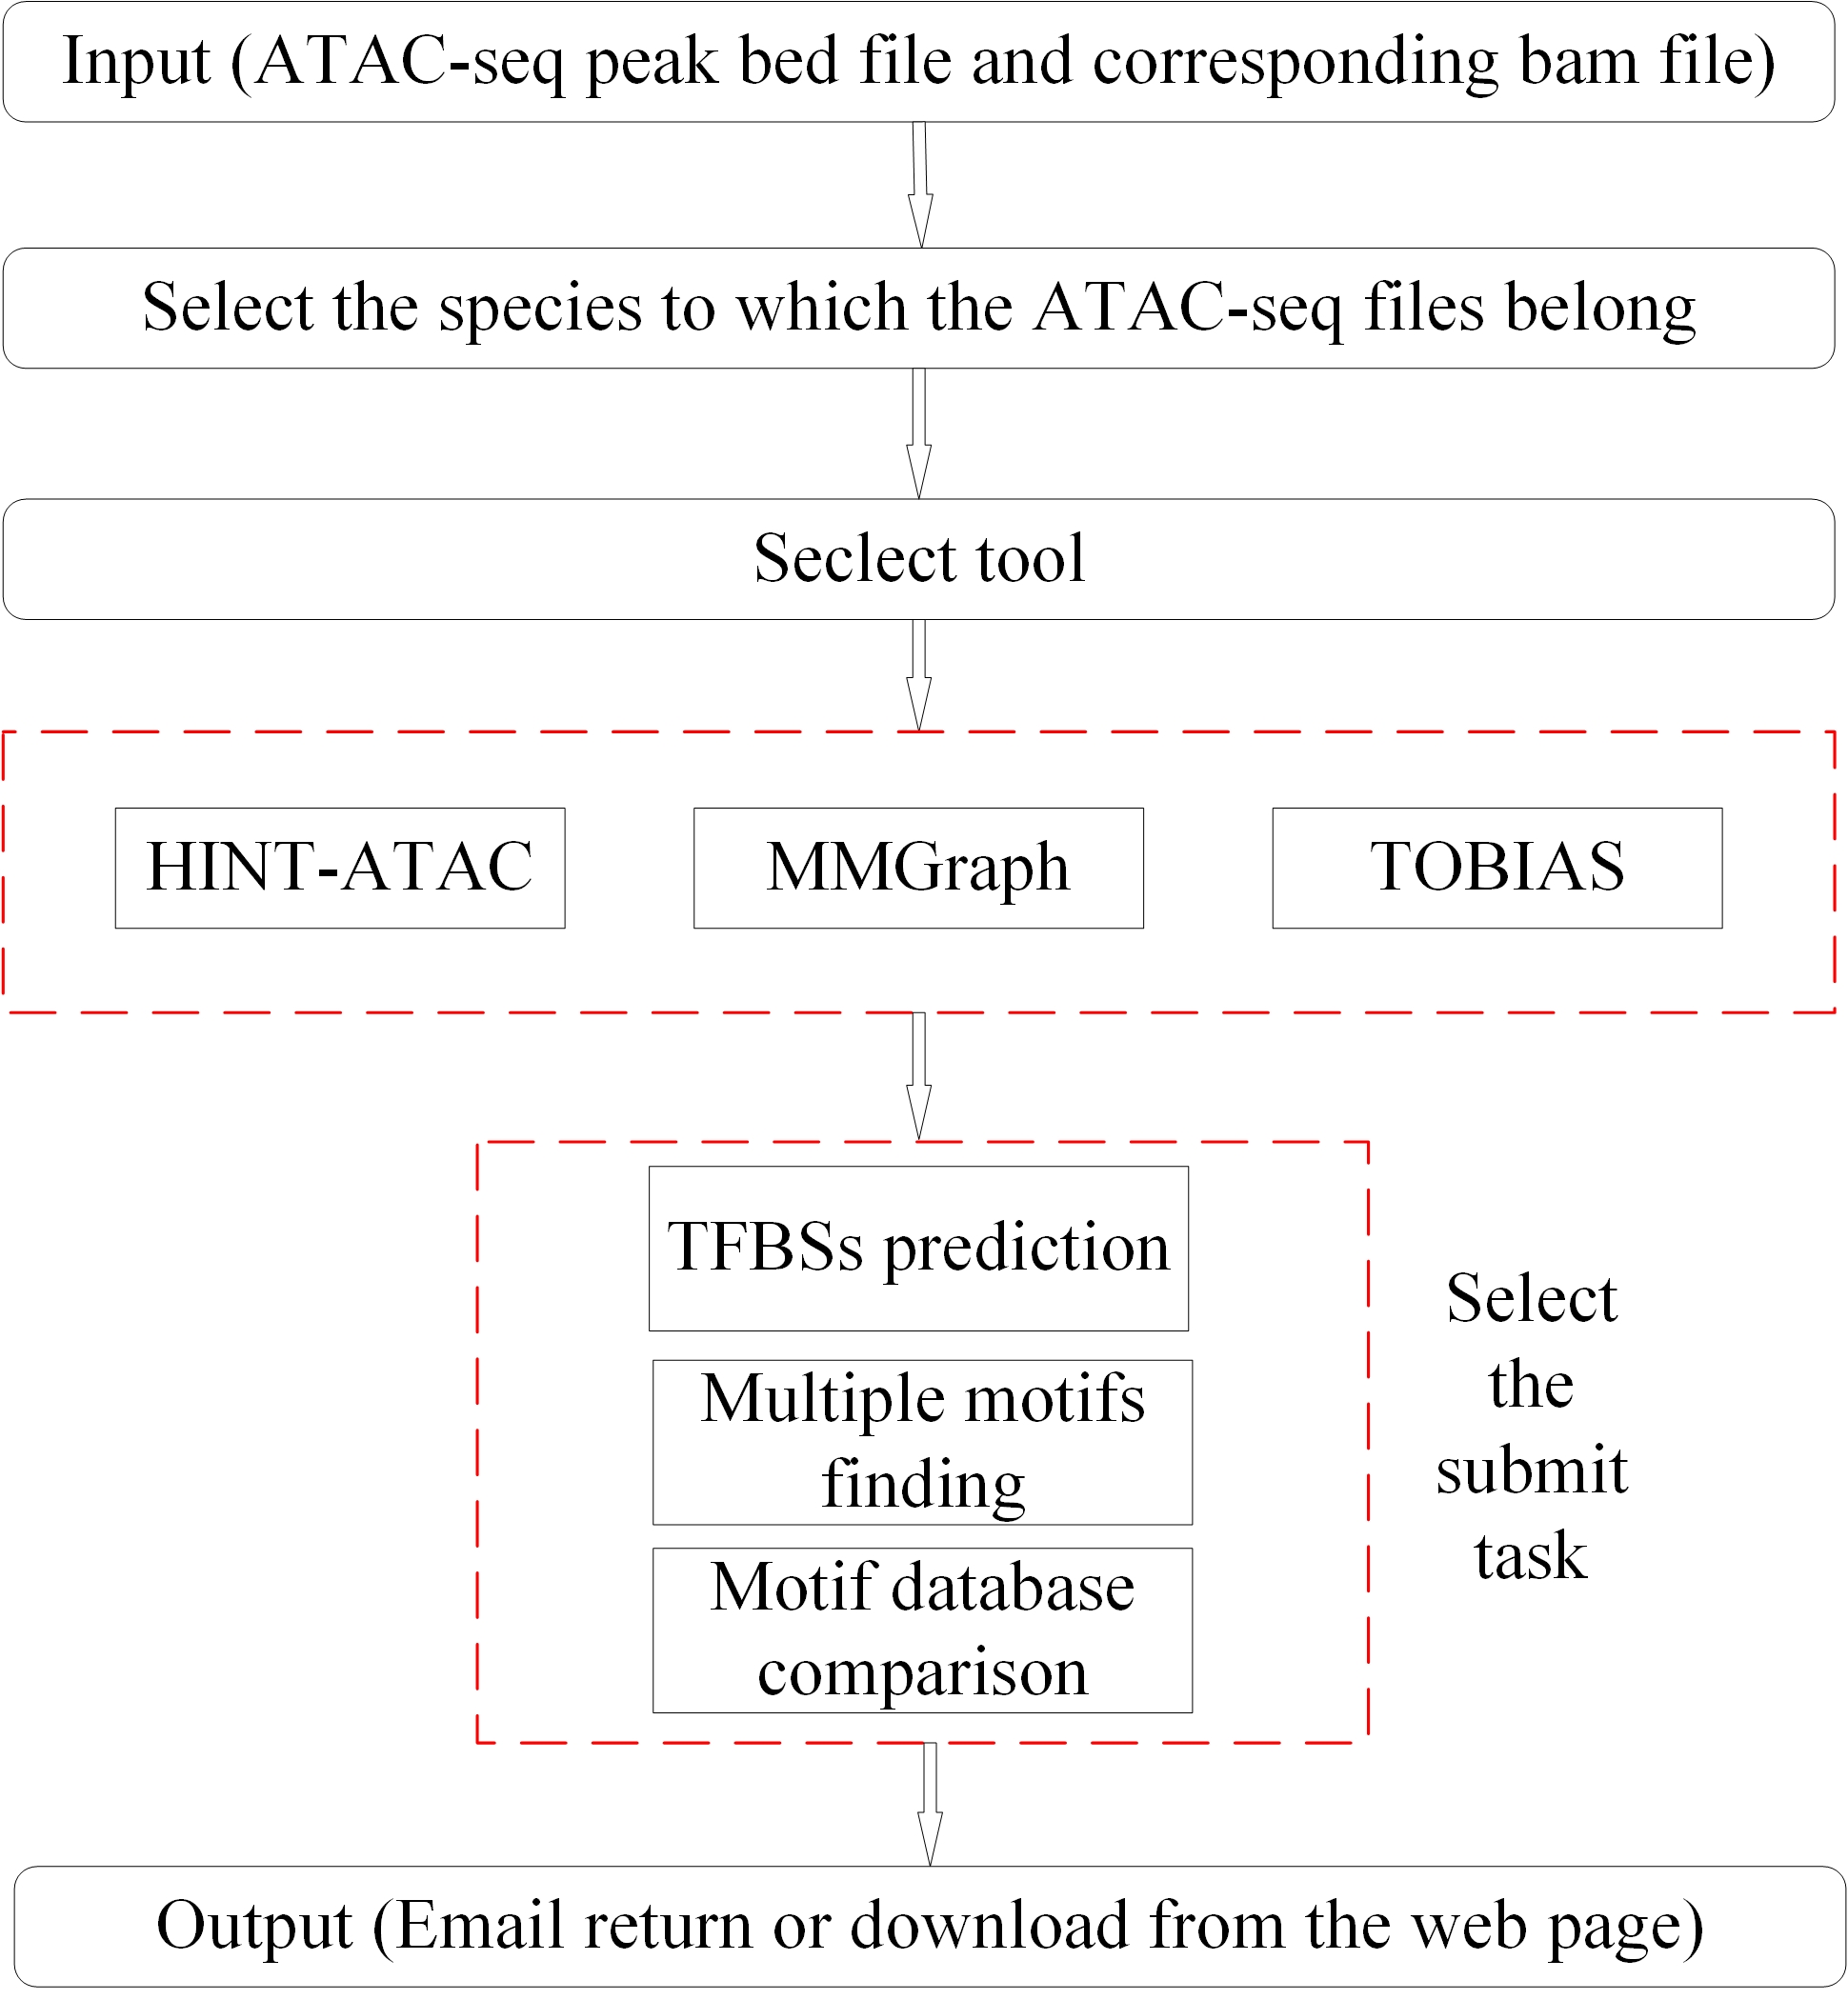 Input (ATAC-seq peak bed file and corresponding bam file)
Select the species to which the ATAC-seq files belong
Seclect tool
HINT-ATAC
MMGraph
TOBIAS
TFBSs prediction
Multiple motifs
finding
Motif database
comparison
Select
the
submit
task
Output (Email return or download from the web page)